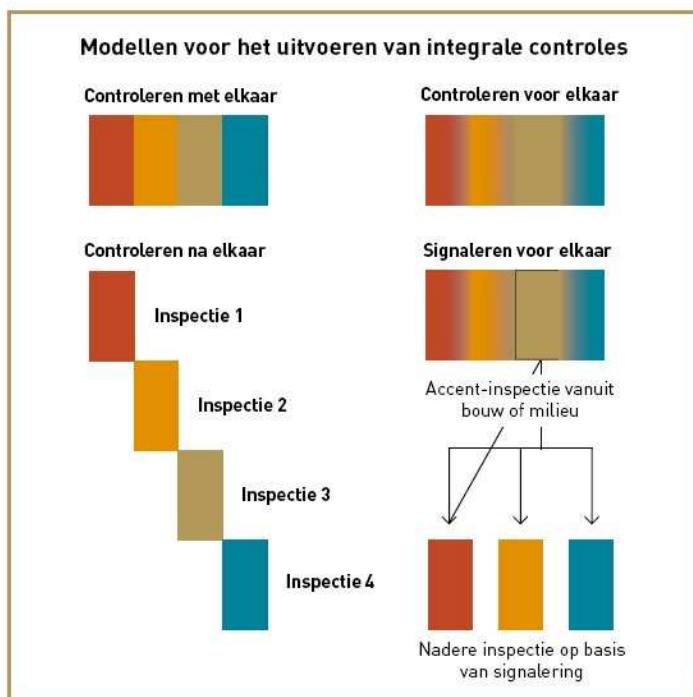 Modellen voor het uitvoeren van integrale controles
Controleren met elkaar
Controleren voor elkaar
Controleren na elkaar
Inspectie 1
Inspectie 2
Inspectie 3
Inspectie 4
Signaleren voor elkaar
Accent-inspectie vanuit
bouw of milieu
Nadere inspectie op basis
van signalering